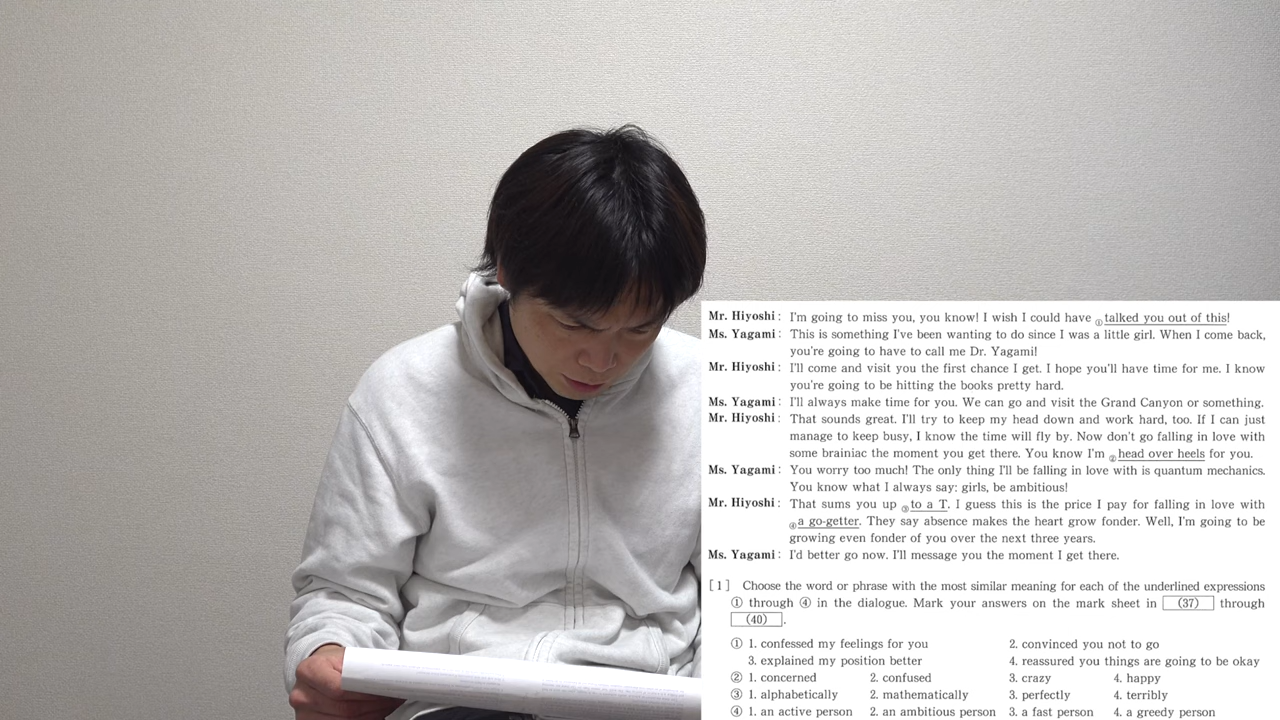 Mr. Hiyoshi: I'm going to miss you, you know! I wish I could have ①talked you out of this!
Ms. Yagami: This is something I've been wanting to do since I was a little girl. When I come back,
you're going to have to call me Dr. Yagami!
Mr. Hiyoshi: I'll come and visit you the first chance I get. I hope you'll have time for me. I know
you're going to be hitting the books pretty hard.
Ms. Yagami: I'll always make time for you. We can go and visit the Grand Canyon or something.
Mr. Hiyoshi: That sounds great. I'll try to keep my head down and work hard, too. If I can just
manage to keep busy, I know the time will fly by. Now don't go falling in love with
some brainiac the moment you get there. You know I'm ②head over heels for you.
Ms. Yagami: You worry too much! The only thing I'll be falling in love with is quantum mechanics.
You know what I always say: girls, be ambitious!
Mr. Hiyoshi: That sums you up ③to a T. I guess this is the price I pay for falling in love with
④a go-getter. They say absence makes the heart grow fonder. Well, I'm going to be
growing even fonder of you over the next three years.
Ms. Yagami: I'd better go now. I'll message you the moment I get there.
[1] Choose the word or phrase with the most similar meaning for each of the underlined expressions
① through ④ in the dialogue. Mark your answers on the mark sheet in (37) through
(40).
① 1. confessed my feelings for you 2. convinced you not to go
3. explained my position better 4. reassured you things are going to be okay
② 1. concerned 2. confused 3. crazy 4. happy
③ 1. alphabetically 2. mathematically 3. perfectly 4. terribly
④ 1. an active person 2. an ambitious person 3. a fast person 4. a greedy person